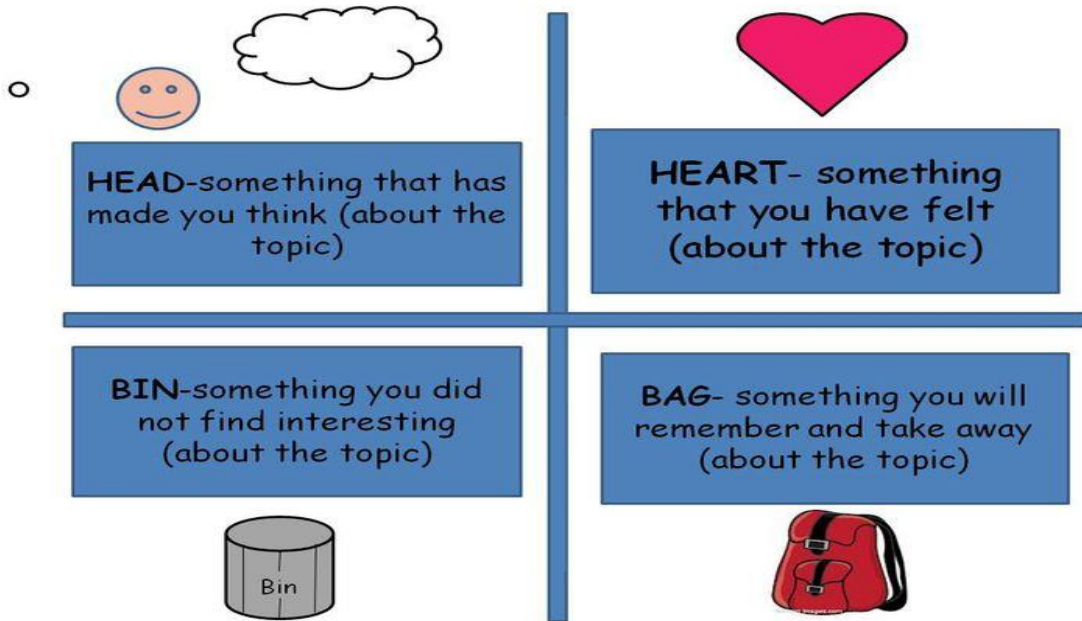 HEAD-something that has
made you think (about the
topic)
HEART- something
that you have felt
(about the topic)
BIN-something you did
not find interesting
(about the topic)
BAG- something you will
remember and take away
(about the topic)
Bin